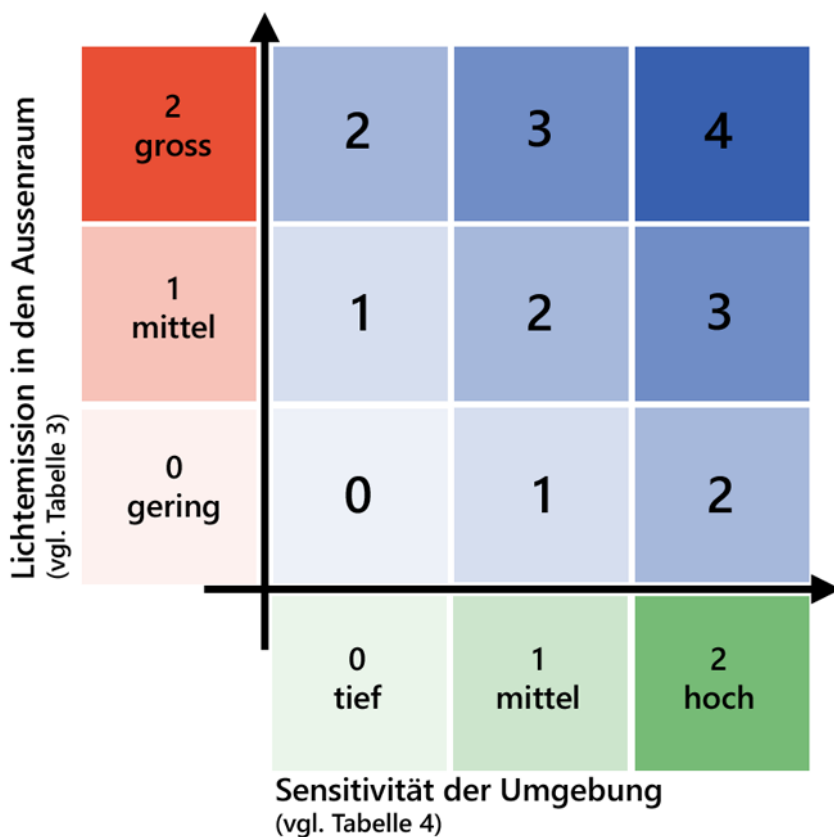 Lichtemission in den Aussenraum
(vgl. Tabelle 3)
2
gross
2
3
4
1
mittel
1
2
3
0
gering
0
1
2
0
tief
1
mittel
2
hoch
Sensitivität der Umgebung
(vgl. Tabelle 4)